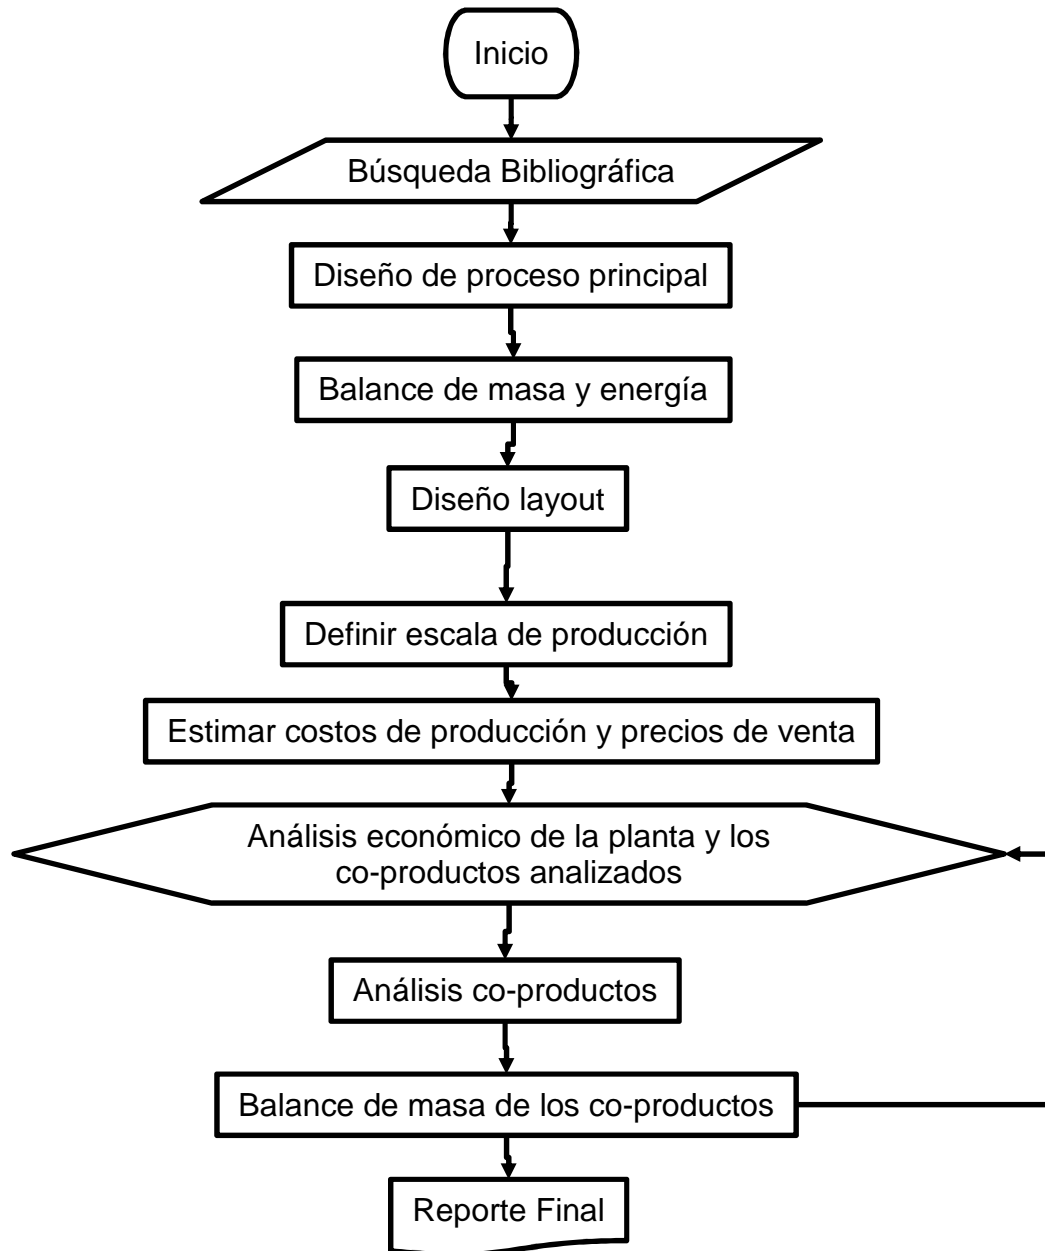 Inicio
Búsqueda Bibliográfica
Diseño de proceso principal
Balance de masa y energía
Diseño layout
Definir escala de producción
Estimar costos de producción y precios de venta
Análisis económico de la planta y los
co-productos analizados
Análisis co-productos
Balance de masa de los co-productos
Reporte Final